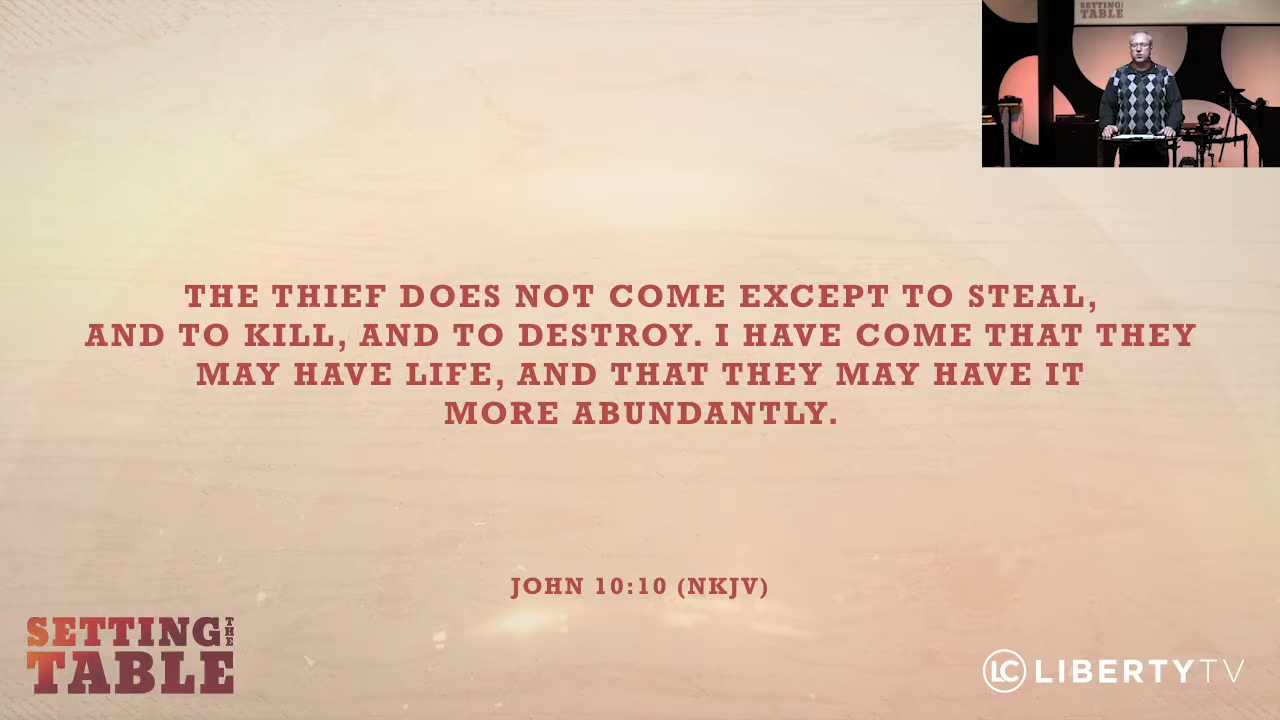 SETTING
TABLE
THE THIEF DOES NOT COME EXCEPT TO STEAL,
AND TO KILL, AND TO DESTROY. I HAVE COME THAT THEY
MAY HAVE LIFE, AND THAT THEY MAY HAVE IT
MORE ABUNDANTLY.
JOHN 10:10 (NKJV)
SETTING THE
TABLE
LC LIBERTYTV